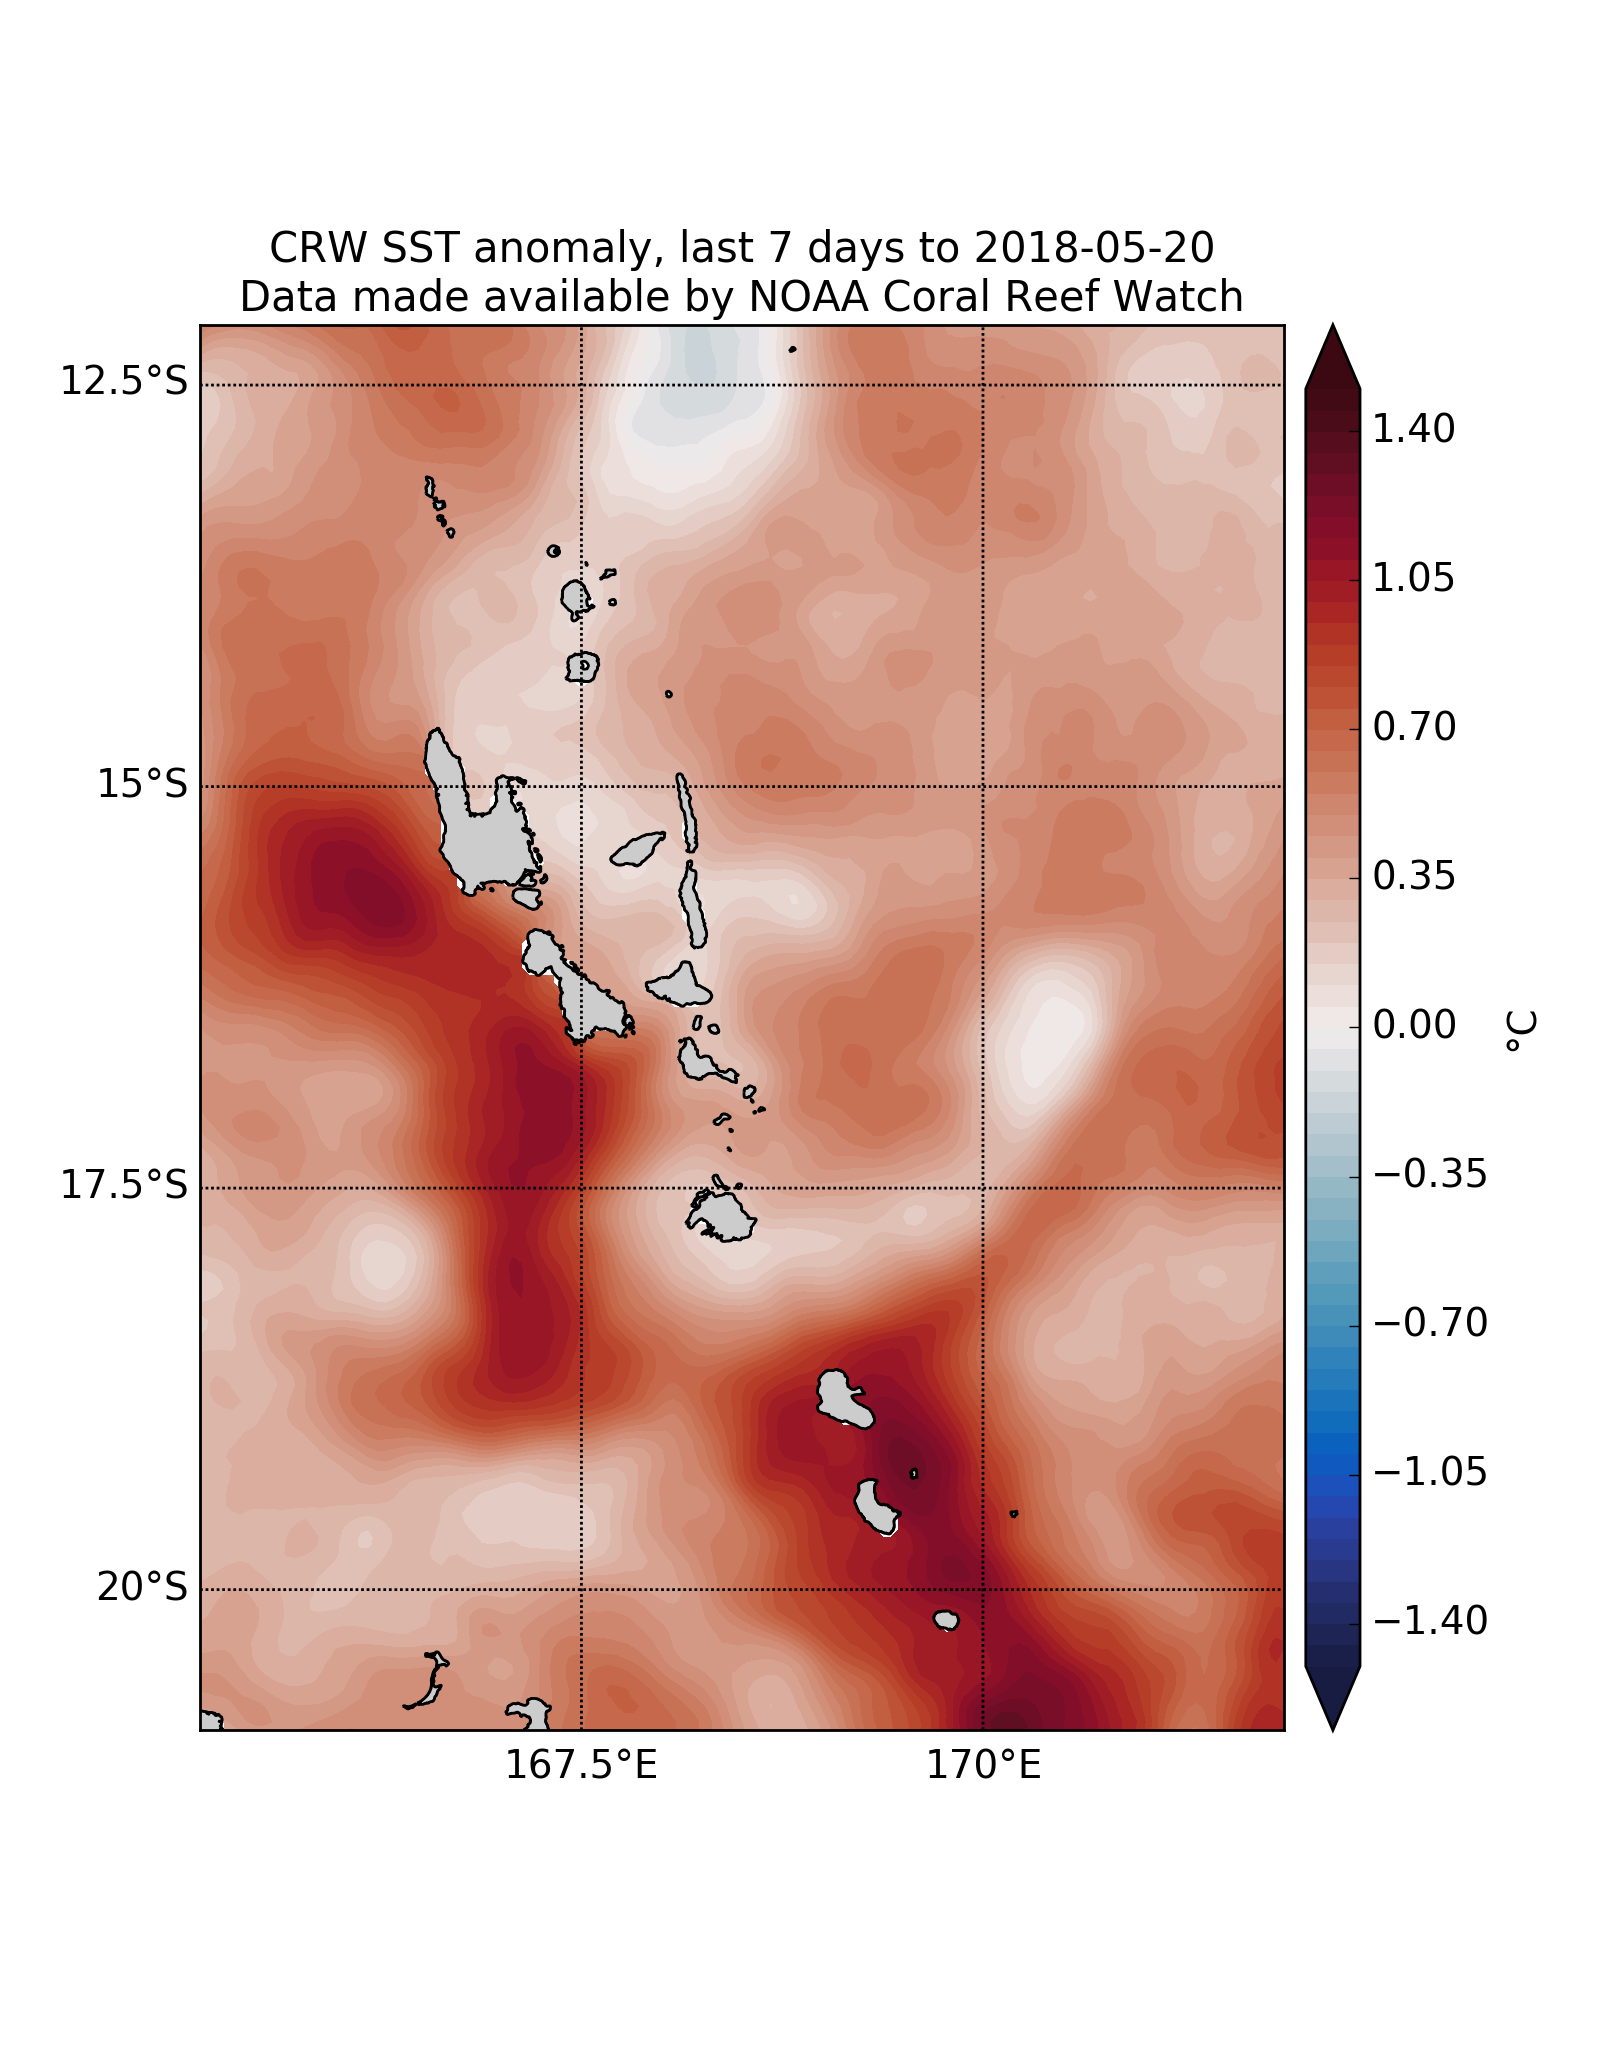 CRW SST anomaly, last 7 days to 2018-05-20
Data made available by NOAA Coral Reef Watch
12.5°S
15°S
17.5°S
20°S
167.5°E
170°E
1.40
1.05
0.70
0.35
0.00
−0.35
−0.70
−1.05
−1.40
°C